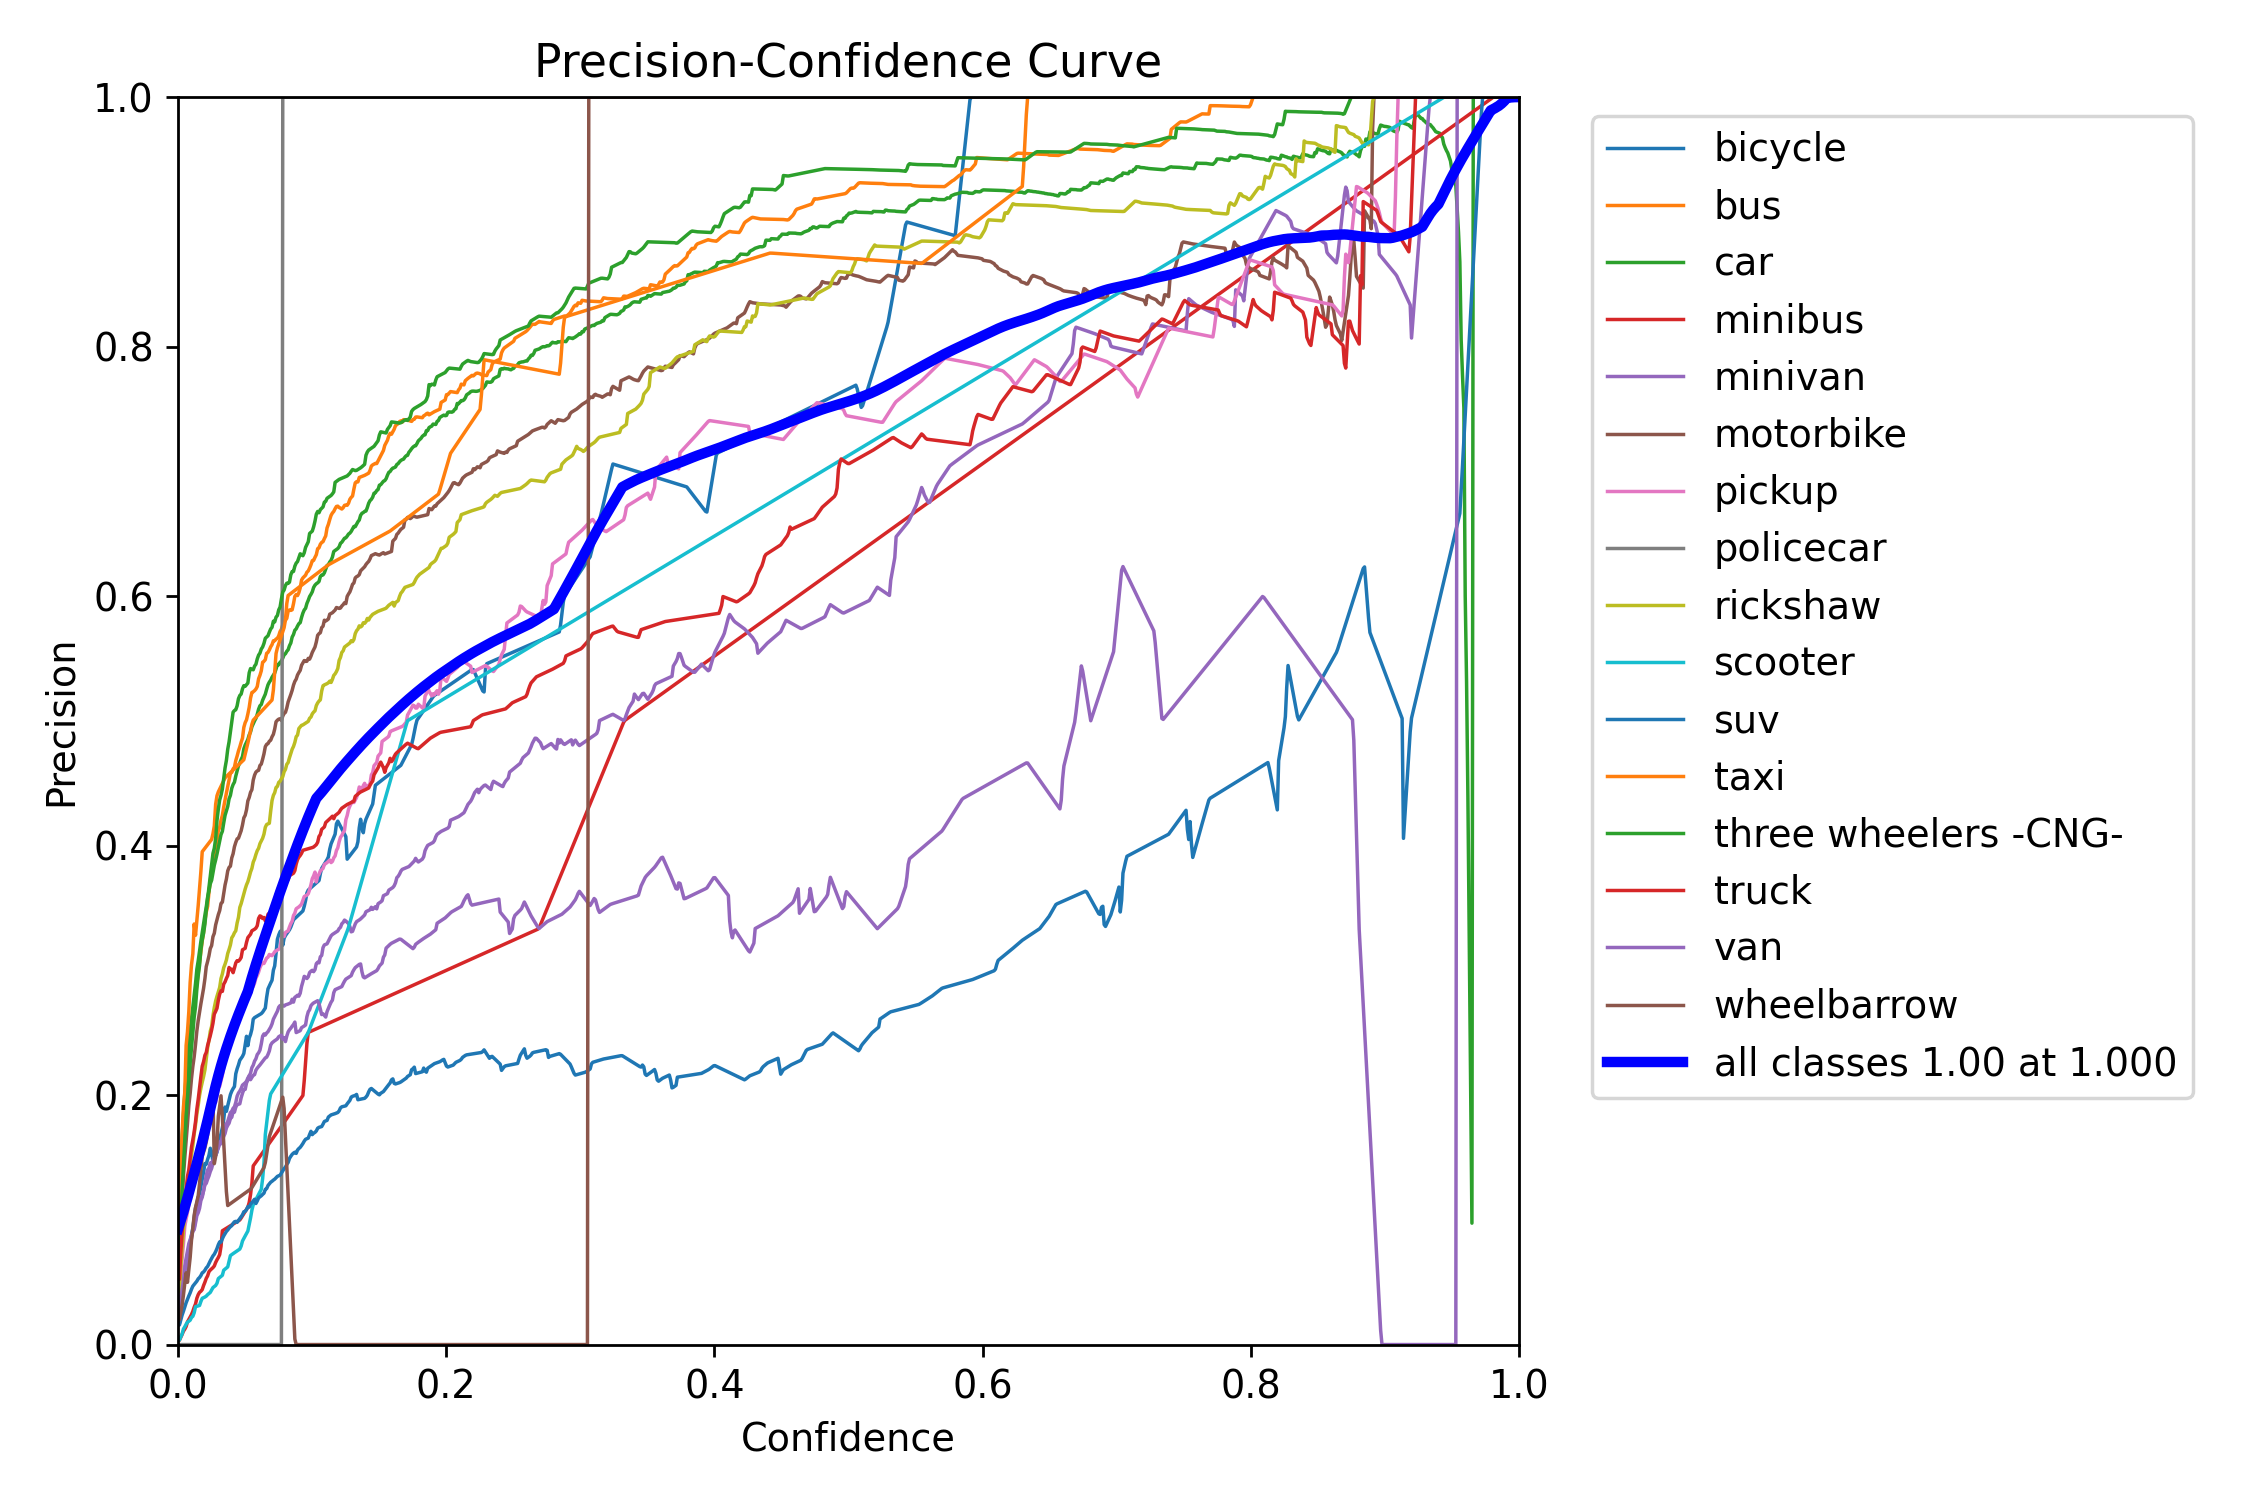 Precision-Confidence Curve
1.0
0.8
0.6
0.4
0.2
0.0
Precision
0.0 0.2 0.4 0.6 0.8 1.0
Confidence
bicycle
bus
car
minibus
minivan
motorbike
pickup
policecar
rickshaw
scooter
suv
taxi
three wheelers -CNG-
truck
van
wheelbarrow
all classes 1.00 at 1.000